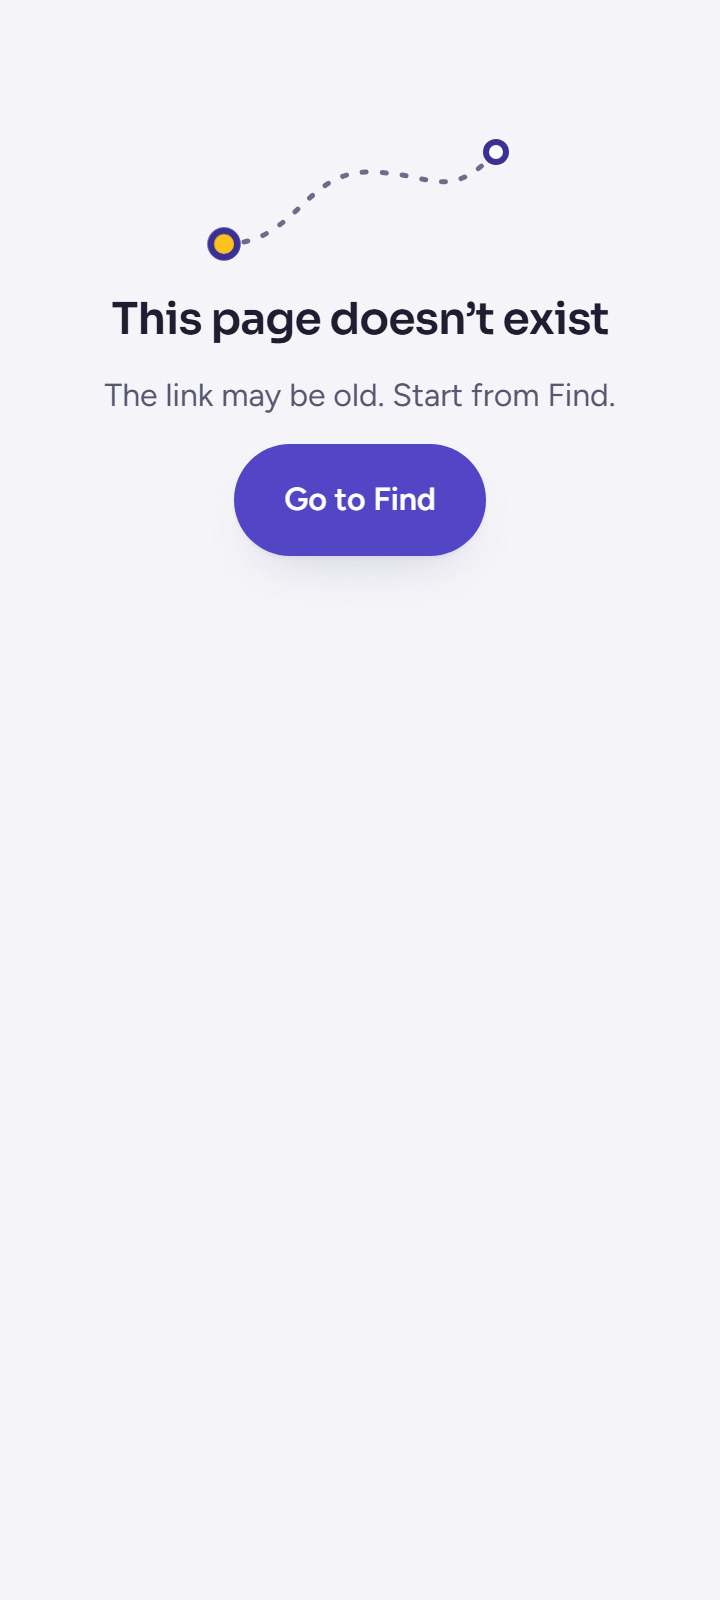 This page doesn’t exist
The link may be old. Start from Find.
Go to Find